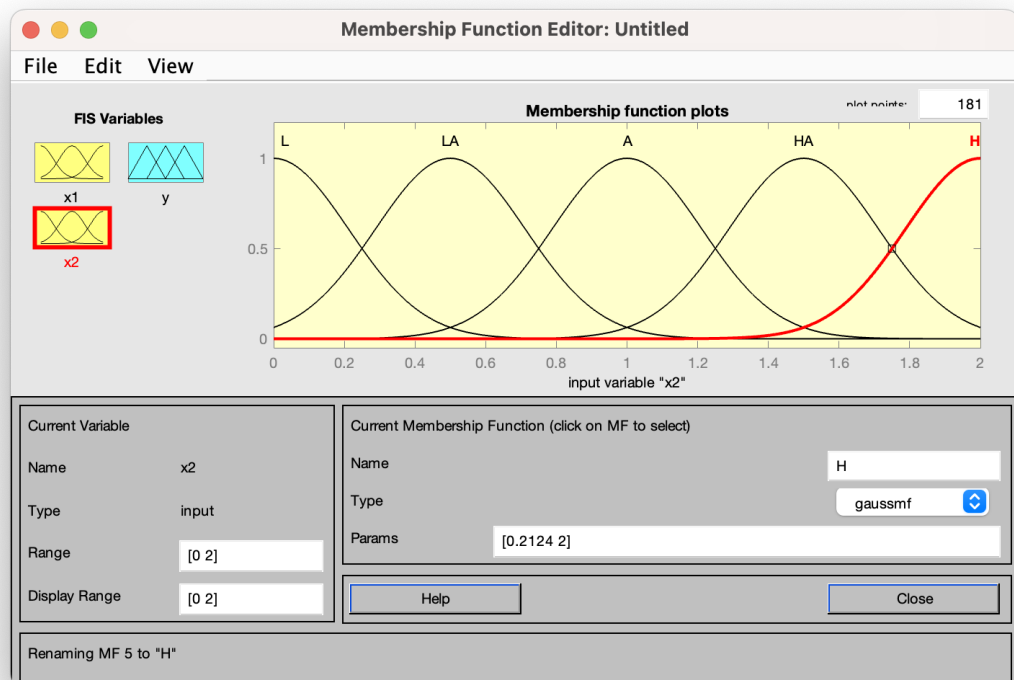 Membership Function Editor: Untitled
File Edit View
FIS Variables
x1
y
x2
Membership function plots
plot points:
181
L LA A HA H
1
0.5
0
0 0.2 0.4 0.6 0.8 1 1.2 1.4 1.6 1.8 2
input variable "x2"
Current Variable
Name x2
Type input
Range [0 2]
Display Range [0 2]
Current Membership Function (click on MF to select)
Name H
Type gaussmf
Params [0.2124 2]
Help Close
Renaming MF 5 to "H"